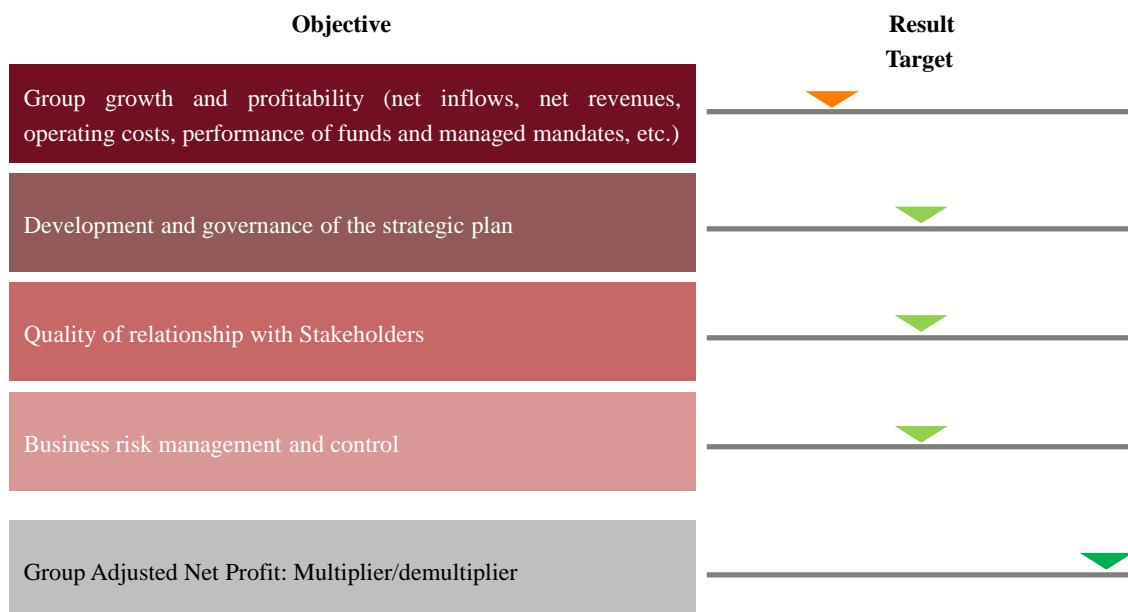 Objective
Result
Target
Group growth and profitability (net inflows, net revenues,
operating costs, performance of funds and managed mandates, etc.)
Development and governance of the strategic plan
Quality of relationship with Stakeholders
Business risk management and control
Group Adjusted Net Profit: Multiplier/demultiplier